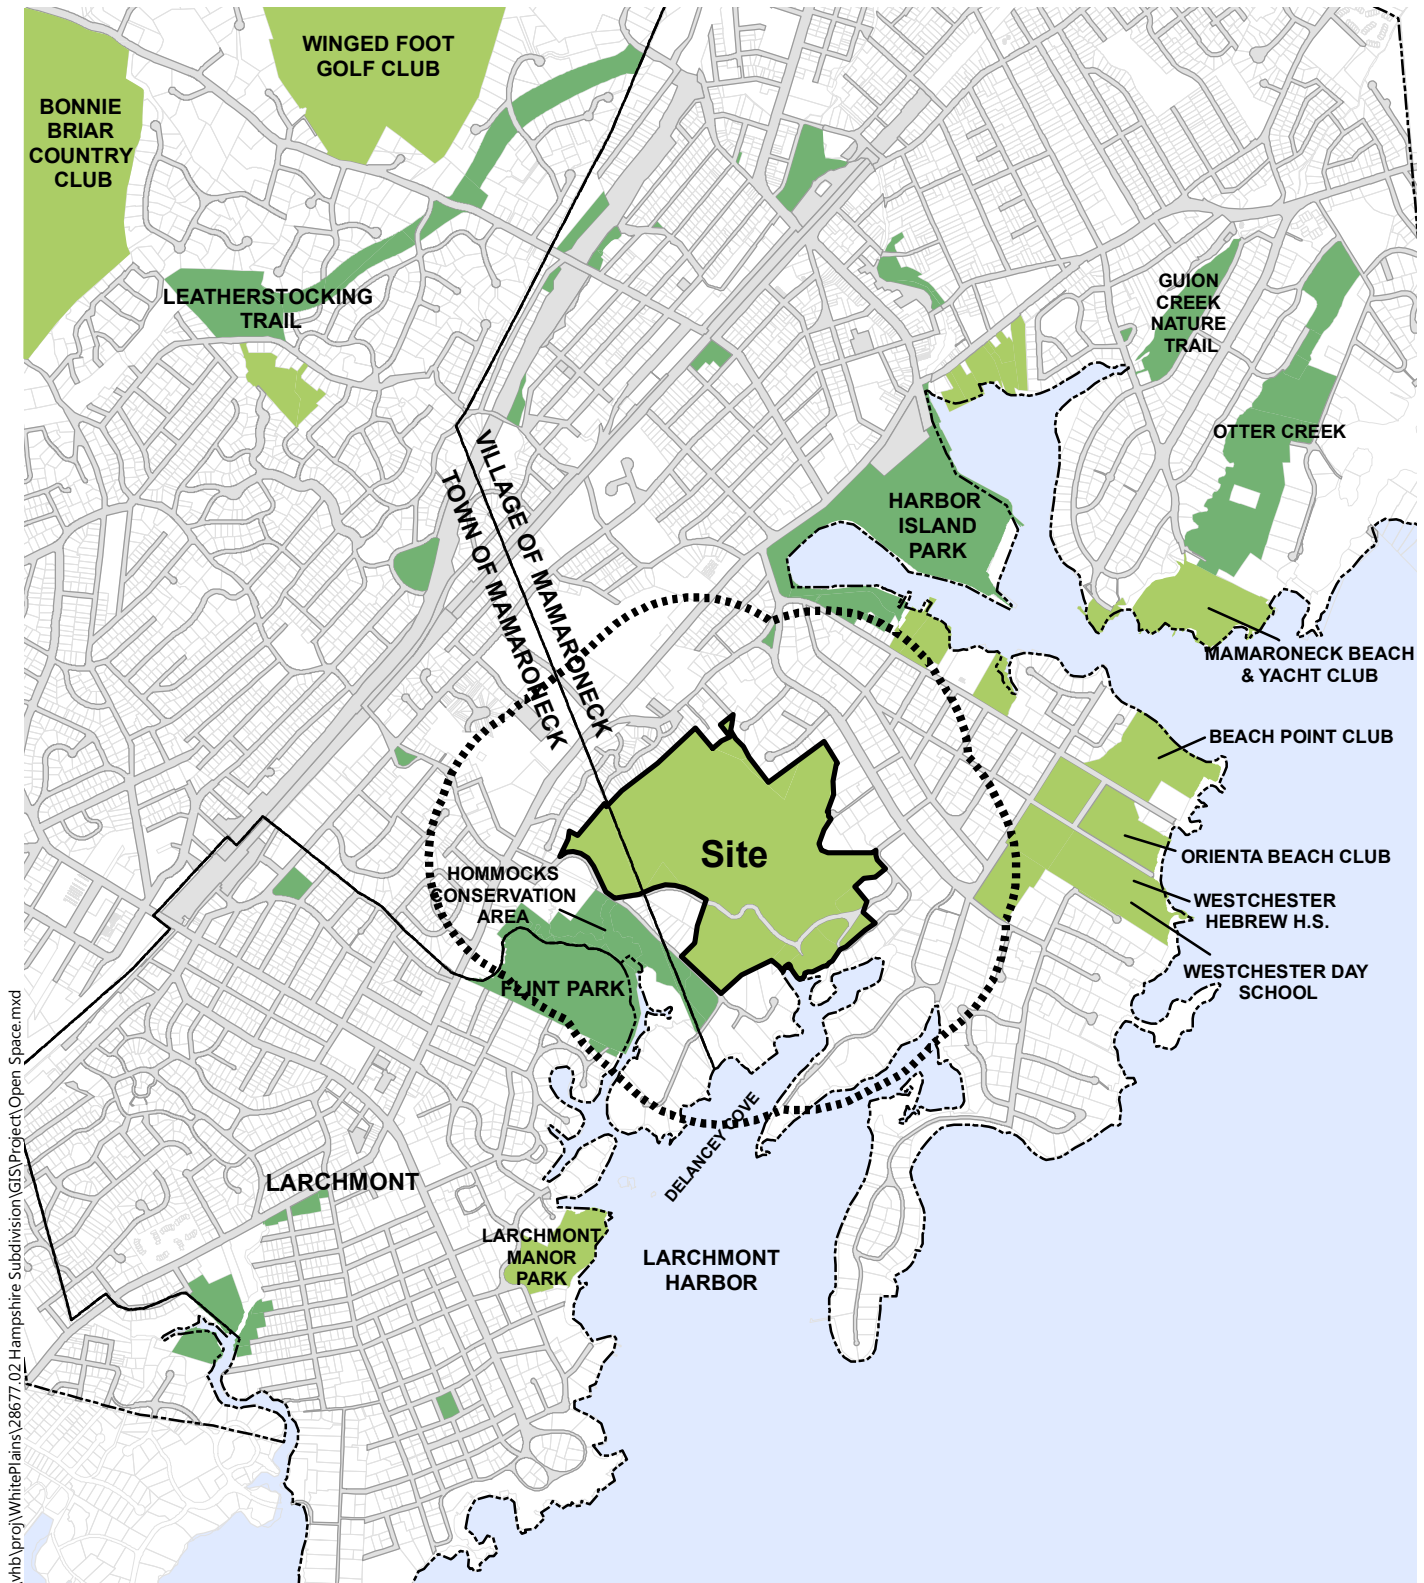 WINGED FOOT
GOLF CLUB
BONNIE
BRIAR
COUNTRY
CLUB
LEATHERSTOCKING
TRAIL
GUION
CREEK
NATURE
TRAIL
OTTER CREEK
VILLAGE OF MAMARONECK
TOWN OF MAMARONECK
HARBOR
ISLAND
PARK
MAMARONECK BEACH
& YACHT CLUB
BEACH POINT CLUB
Site
ORIENTA BEACH CLUB
HOMMOCKS
CONSERVATION
AREA
WESTCHESTER
HEBREW H.S.
WESTCHESTER DAY
SCHOOL
FLINT PARK
DELANCEY COVE
LARCHMONT
LARCHMONT
MANOR
PARK
LARCHMONT
HARBOR
\vhb\proj\WhitePlains\28677.02 Hampshire Subdivision\GIS\Project\Open Space.mxd